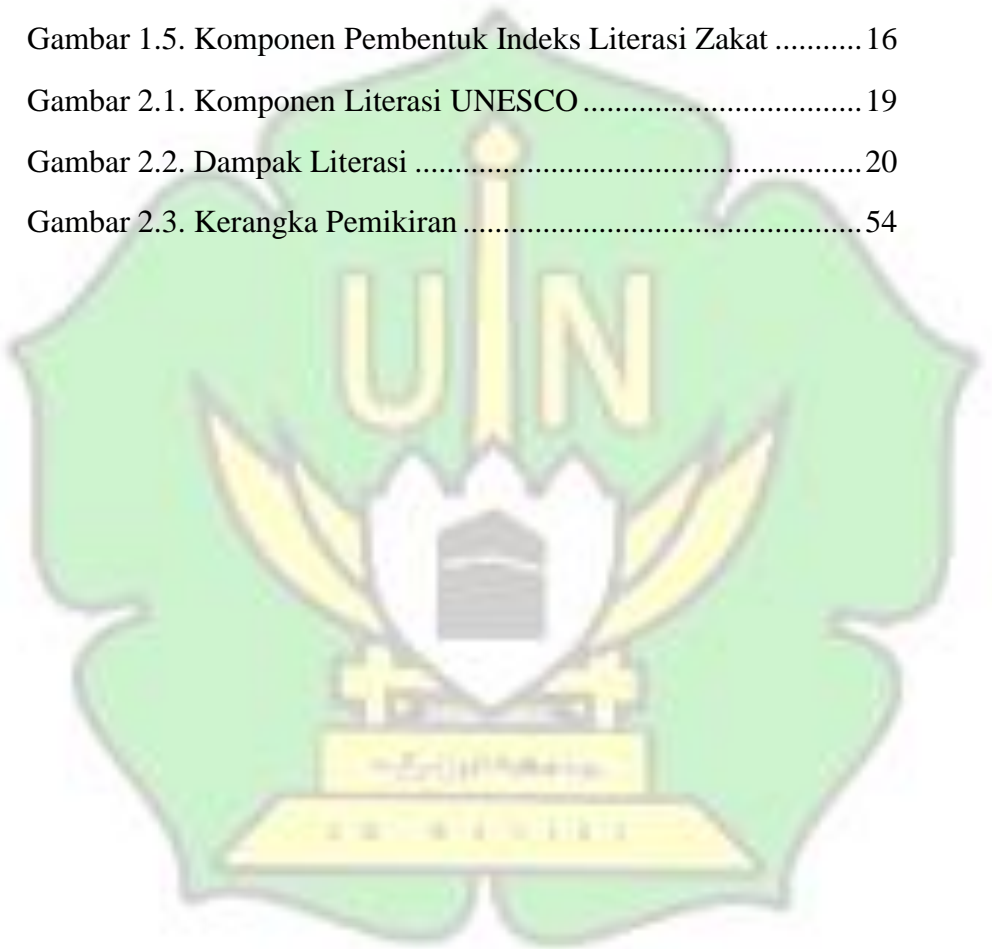 Gambar 1.5. Komponen Pembentuk Indeks Literasi Zakat ........... 16
Gambar 2.1. Komponen Literasi UNESCO ................................... 19
Gambar 2.2. Dampak Literasi ........................................................ 20
Gambar 2.3. Kerangka Pemikiran .................................................. 54
UIN